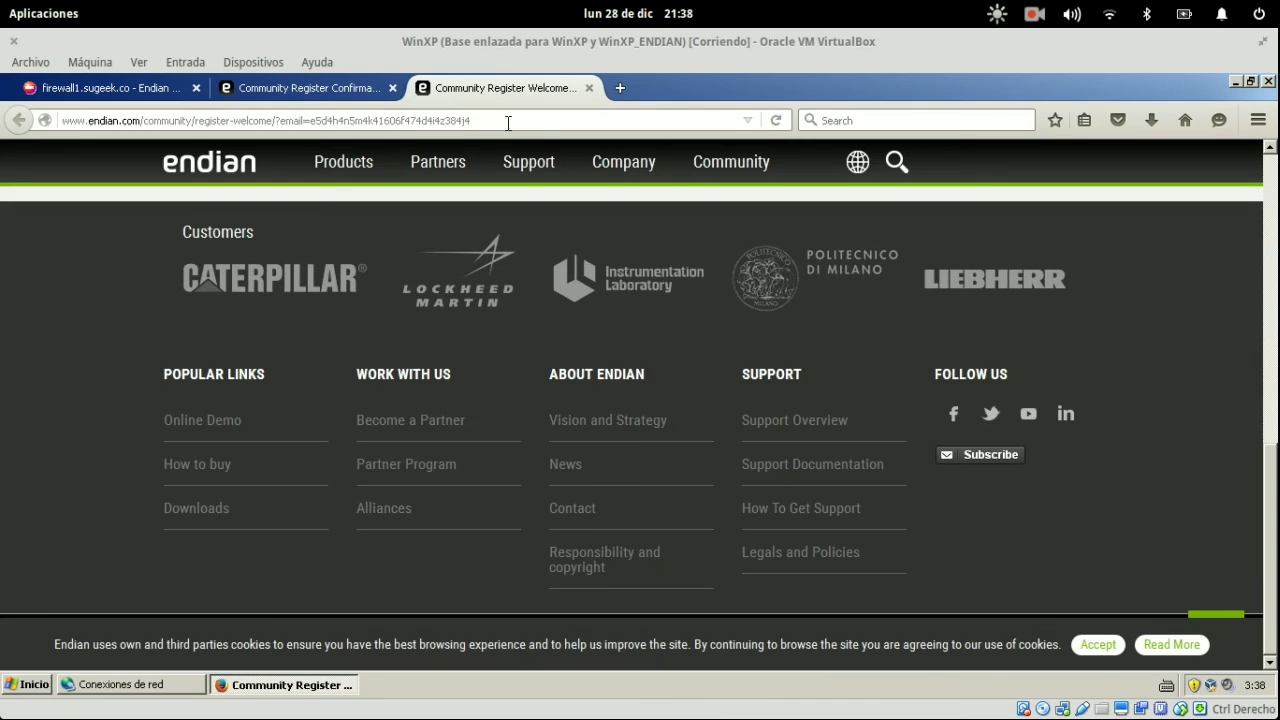 Aplicaciones
lun 28 de dic 21:38
WinXP (Base enlazada para WinXP y WinXP_ENDIAN) [Corriendo] - Oracle VM VirtualBox
Archivo Máquina Ver Entrada Dispositivos Ayuda
firewall1.sugeek.co - Endian ... Community Register Confirma... Community Register Welcome...
www.endian.com/community/register-welcome/?email=e5d4h4n5m4k41606f474d4i4z384j4 Search
endian Products Partners Support Company Community
Customers
CATERPILLAR®
LOCKHEED
MARTIN
Instrumentation
Laboratory
POLITECNICO
DI MILANO
LIEBHERR
POPULAR LINKS WORK WITH US ABOUT ENDIAN SUPPORT FOLLOW US
Online Demo Become a Partner Vision and Strategy Support Overview
Subscribe
How to buy Partner Program News Support Documentation
Downloads Alliances Contact How To Get Support
Responsibility and
copyright
Legals and Policies
Endian uses own and third parties cookies to ensure you have the best browsing experience and to help us improve the site. By continuing to browse the site you are agreeing to our use of cookies. Accept Read More
Inicio Conexiones de red Community Register ... 3:38
Ctrl Derecho